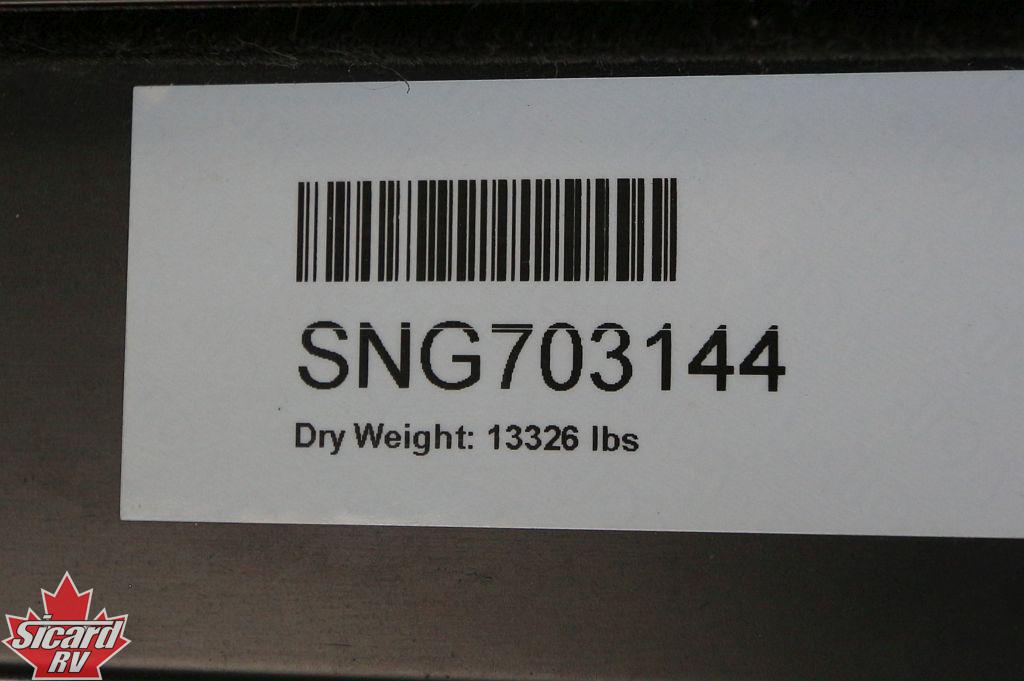 SNG703144
Dry Weight: 13326 lbs
Sicard
RV